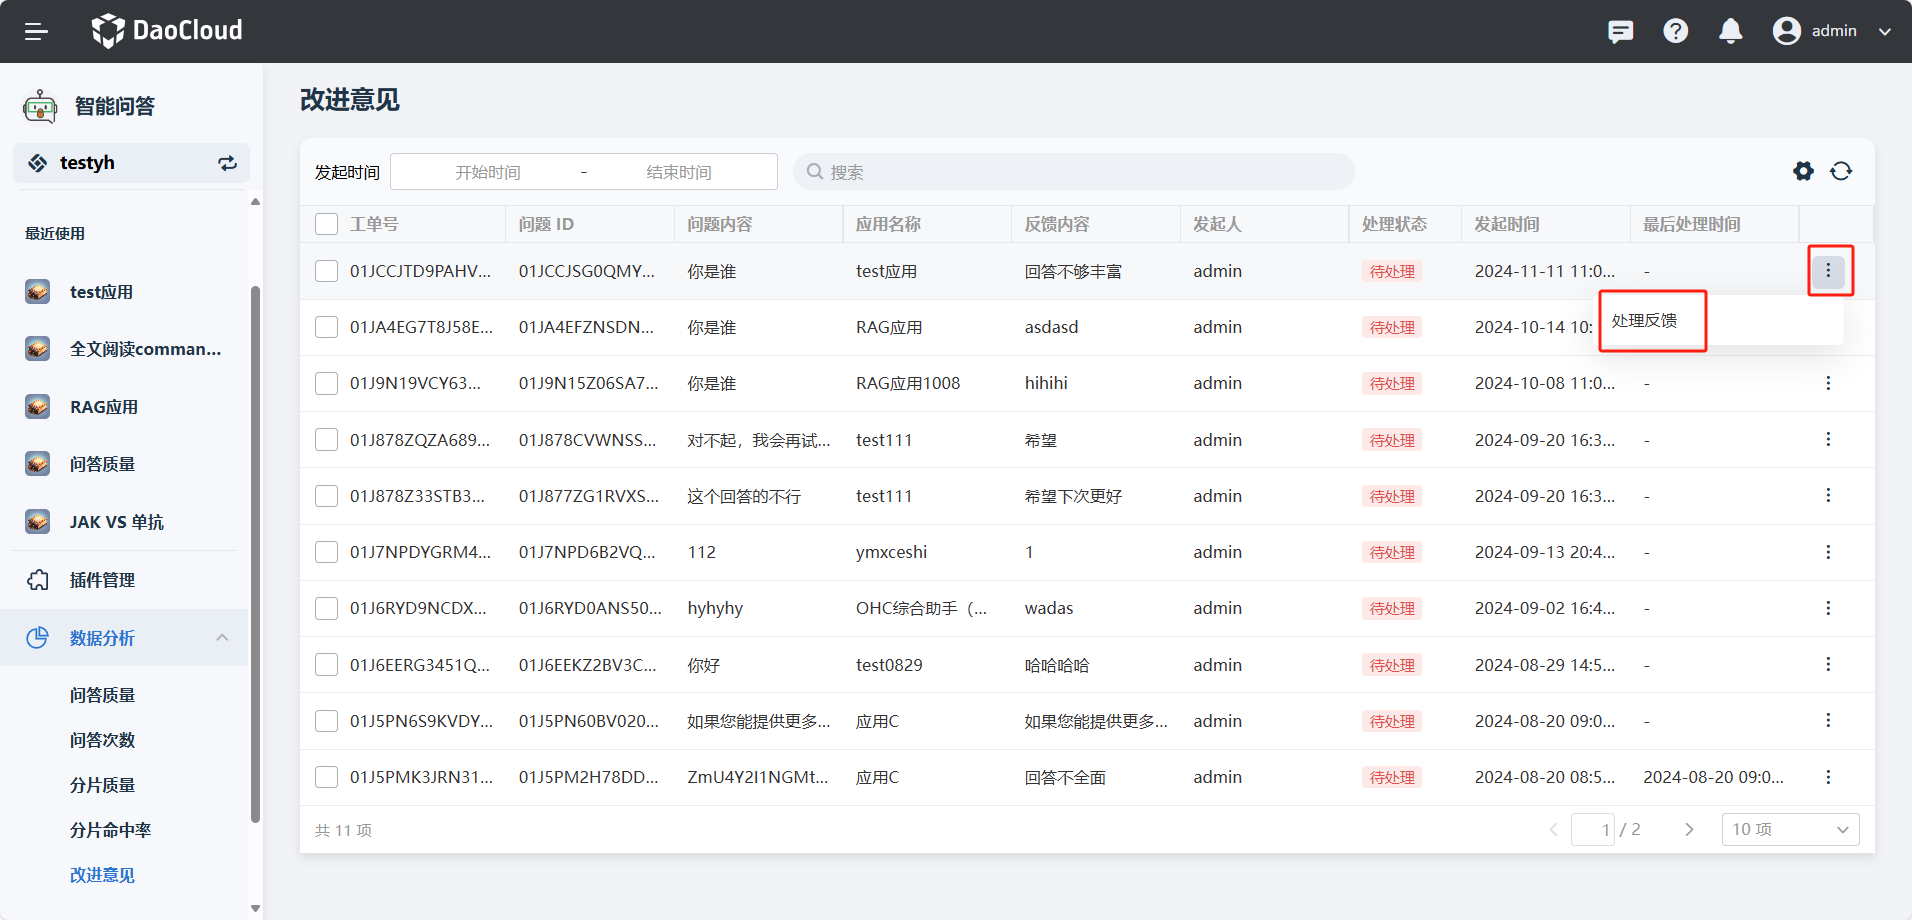 DaoCloud
admin
智能问答
testyh
最近使用
test应用
全文阅读comman...
RAG应用
问答质量
JAK VS 单抗
插件管理
数据分析
问答质量
问答次数
分片质量
分片命中率
改进意见
改进意见
发起时间 开始时间 - 结束时间 搜索
工单号 问题 ID 问题内容 应用名称 反馈内容 发起人 处理状态 发起时间 最后处理时间
01JCCJTD9PAHV... 01JCCJSG0QMY... 你是谁 test应用 回答不够丰富 admin 待处理 2024-11-11 11:0... -
处理反馈
01JA4EG7T8J58E... 01JA4EFZNSDN... 你是谁 RAG应用 asdasd admin 待处理 2024-10-14 10:
01J9N19VCY63... 01J9N15Z06SA7... 你是谁 RAG应用1008 hihihi admin 待处理 2024-10-08 11:0... -
01J878ZQZA689... 01J878CVWNSS... 对不起，我会再试... test111 希望 admin 待处理 2024-09-20 16:3... -
01J878Z33STB3... 01J877ZG1RVXS... 这个回答的不行 test111 希望下次更好 admin 待处理 2024-09-20 16:3... -
01J7NPDYGRM4... 01J7NPD6B2VQ... 112 ymxceshi 1 admin 待处理 2024-09-13 20:4... -
01J6RYD9NCDX... 01J6RYD0ANS50... hyhyhy OHC综合助手（... wadas admin 待处理 2024-09-02 16:4... -
01J6EERG3451Q... 01J6EEKZ2BV3C... 你好 test0829 哈哈哈哈 admin 待处理 2024-08-29 14:5... -
01J5PN6S9KVDY... 01J5PN60BV020... 如果您能提供更多... 应用C 如果您能提供更多... admin 待处理 2024-08-20 09:0... -
01J5PMK3JRN31... 01J5PM2H78DD... ZmU4Y2I1NGMt... 应用C 回答不全面 admin 待处理 2024-08-20 08:5... 2024-08-20 09:0...
共 11 项 1 / 2 10 项